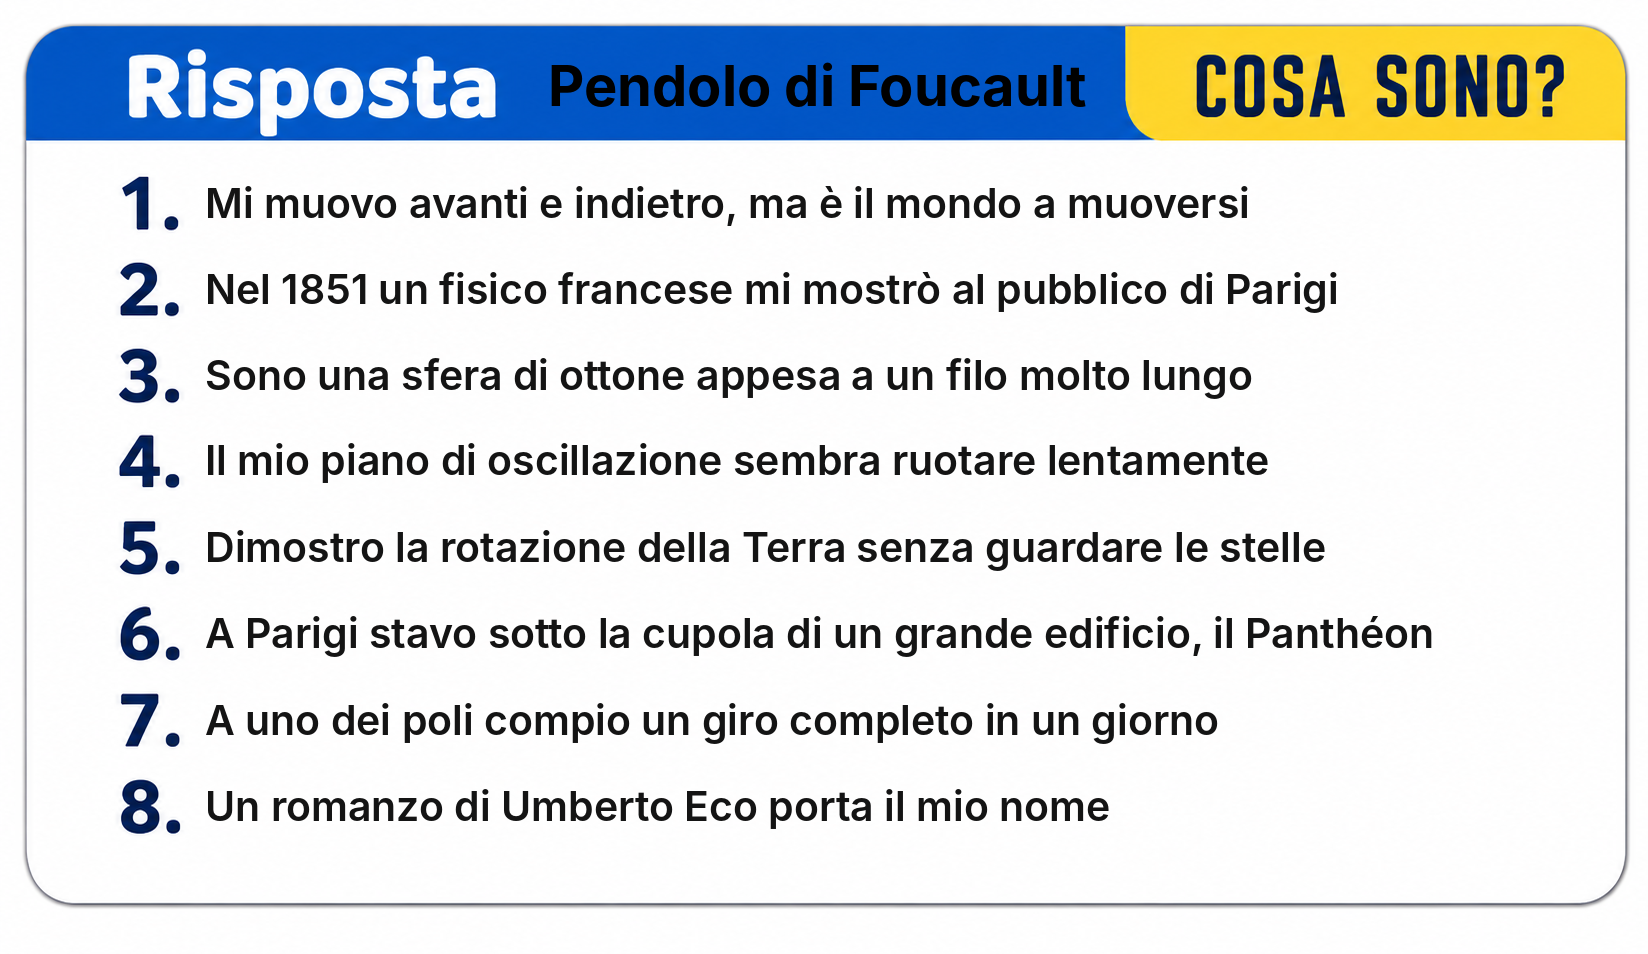 Risposta Pendolo di Foucault COSA SONO?
1. Mi muovo avanti e indietro, ma è il mondo a muoversi
2. Nel 1851 un fisico francese mi mostrò al pubblico di Parigi
3. Sono una sfera di ottone appesa a un filo molto lungo
4. Il mio piano di oscillazione sembra ruotare lentamente
5. Dimostro la rotazione della Terra senza guardare le stelle
6. A Parigi stavo sotto la cupola di un grande edificio, il Panthéon
7. A uno dei poli compio un giro completo in un giorno
8. Un romanzo di Umberto Eco porta il mio nome